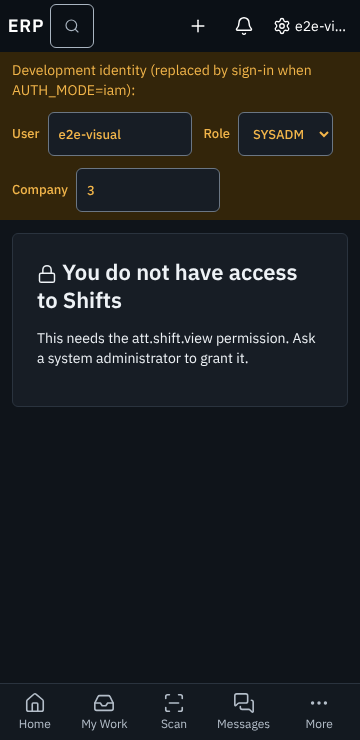 ERP
e2e-vi...
Development identity (replaced by sign-in when
AUTH_MODE=iam):
User e2e-visual Role SYSADM
Company 3
You do not have access
to Shifts
This needs the att.shift.view permission. Ask
a system administrator to grant it.
Home My Work Scan Messages More